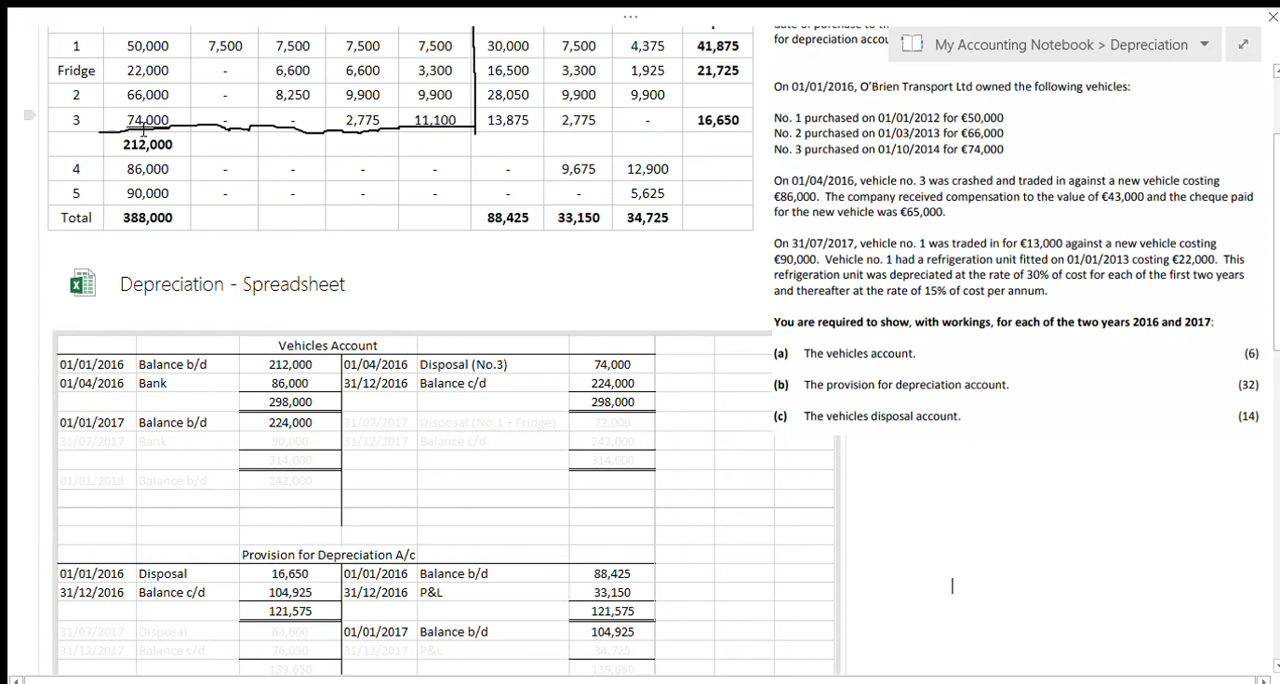 1 50,000 7,500 7,500 7,500 7,500 30,000 7,500 4,375 41,875
Fridge 22,000 - 6,600 6,600 3,300 16,500 3,300 1,925 21,725
2 66,000 - 8,250 9,900 9,900 28,050 9,900 9,900
3 74,000 - - 2,775 11,100 13,875 2,775 - 16,650
212,000
4 86,000 - - - - - 9,675 12,900
5 90,000 - - - - - - 5,625
Total 388,000 88,425 33,150 34,725
Depreciation - Spreadsheet
Vehicles Account
01/01/2016 Balance b/d 212,000 01/04/2016 Disposal (No.3) 74,000
01/04/2016 Bank 86,000 31/12/2016 Balance c/d 224,000
298,000 298,000
01/01/2017 Balance b/d 224,000 31/07/2017 Disposal (No.1 + Fridge) 72,000
31/07/2017 Bank 90,000 31/12/2017 Balance c/d 242,000
314,000 314,000
01/01/2018 Balance b/d 242,000
Provision for Depreciation A/c
01/01/2016 Disposal 16,650 01/01/2016 Balance b/d 88,425
31/12/2016 Balance c/d 104,925 31/12/2016 P&L 33,150
121,575 121,575
31/07/2017 Disposal 63,600 01/01/2017 Balance b/d 104,925
31/12/2017 Balance c/d 76,050 31/12/2017 P&L 34,725
139,650 139,650
for depreciation accou
My Accounting Notebook > Depreciation
On 01/01/2016, O'Brien Transport Ltd owned the following vehicles:
No. 1 purchased on 01/01/2012 for €50,000
No. 2 purchased on 01/03/2013 for €66,000
No. 3 purchased on 01/10/2014 for €74,000
On 01/04/2016, vehicle no. 3 was crashed and traded in against a new vehicle costing
€86,000. The company received compensation to the value of €43,000 and the cheque paid
for the new vehicle was €65,000.
On 31/07/2017, vehicle no. 1 was traded in for €13,000 against a new vehicle costing
€90,000. Vehicle no. 1 had a refrigeration unit fitted on 01/01/2013 costing €22,000. This
refrigeration unit was depreciated at the rate of 30% of cost for each of the first two years
and thereafter at the rate of 15% of cost per annum.
You are required to show, with workings, for each of the two years 2016 and 2017:
(a) The vehicles account. (6)
(b) The provision for depreciation account. (32)
(c) The vehicles disposal account. (14)